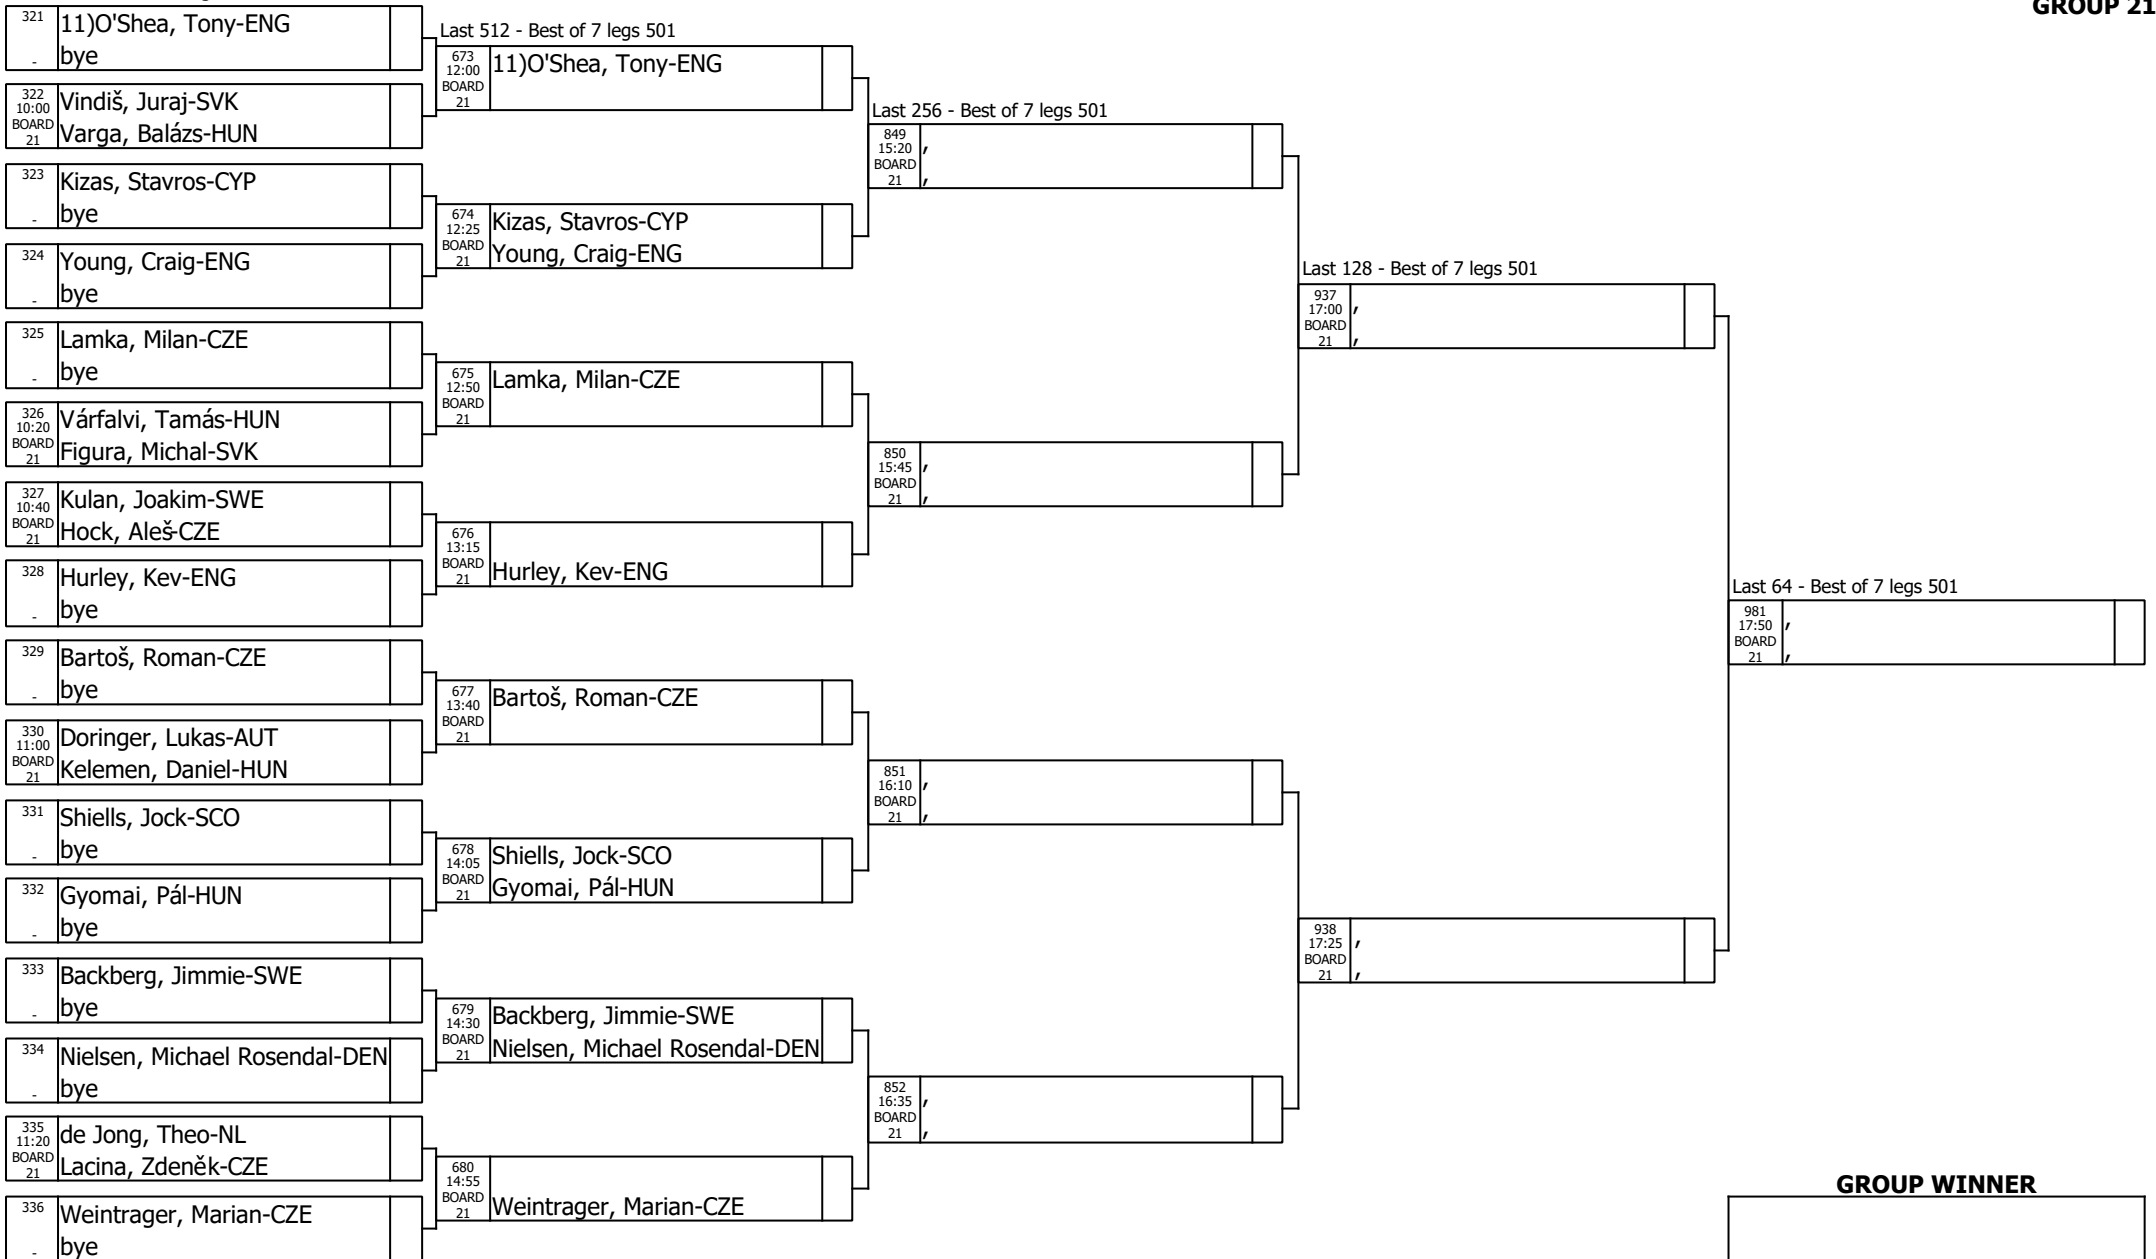 GROUP 21
321
11)O'Shea, Tony-ENG
- bye
322
10:00
BOARD
21
Vindiš, Juraj-SVK
Varga, Balázs-HUN
323
Kizas, Stavros-CYP
- bye
324
Young, Craig-ENG
- bye
325
Lamka, Milan-CZE
- bye
326
10:20
BOARD
21
Várfalvi, Tamás-HUN
Figura, Michal-SVK
327
10:40
BOARD
21
Kulan, Joakim-SWE
Hock, Aleš-CZE
328
Hurley, Kev-ENG
- bye
329
Bartoš, Roman-CZE
- bye
330
11:00
BOARD
21
Doringer, Lukas-AUT
Kelemen, Daniel-HUN
331
Shiells, Jock-SCO
- bye
332
Gyomai, Pál-HUN
- bye
333
Backberg, Jimmie-SWE
- bye
334
Nielsen, Michael Rosendal-DEN
- bye
335
11:20
BOARD
21
de Jong, Theo-NL
Lacina, Zdeněk-CZE
336
Weintrager, Marian-CZE
- bye
Last 512 - Best of 7 legs 501
673
12:00
BOARD
21
11)O'Shea, Tony-ENG
674
12:25
BOARD
21
Kizas, Stavros-CYP
Young, Craig-ENG
675
12:50
BOARD
21
Lamka, Milan-CZE
676
13:15
BOARD
21
Hurley, Kev-ENG
677
13:40
BOARD
21
Bartoš, Roman-CZE
678
14:05
BOARD
21
Shiells, Jock-SCO
Gyomai, Pál-HUN
679
14:30
BOARD
21
Backberg, Jimmie-SWE
Nielsen, Michael Rosendal-DEN
680
14:55
BOARD
21
Weintrager, Marian-CZE
Last 256 - Best of 7 legs 501
849
15:20
BOARD
21
,
,
850
15:45
BOARD
21
,
,
851
16:10
BOARD
21
,
,
852
16:35
BOARD
21
,
,
Last 128 - Best of 7 legs 501
937
17:00
BOARD
21
,
,
938
17:25
BOARD
21
,
,
Last 64 - Best of 7 legs 501
981
17:50
BOARD
21
,
,
GROUP WINNER